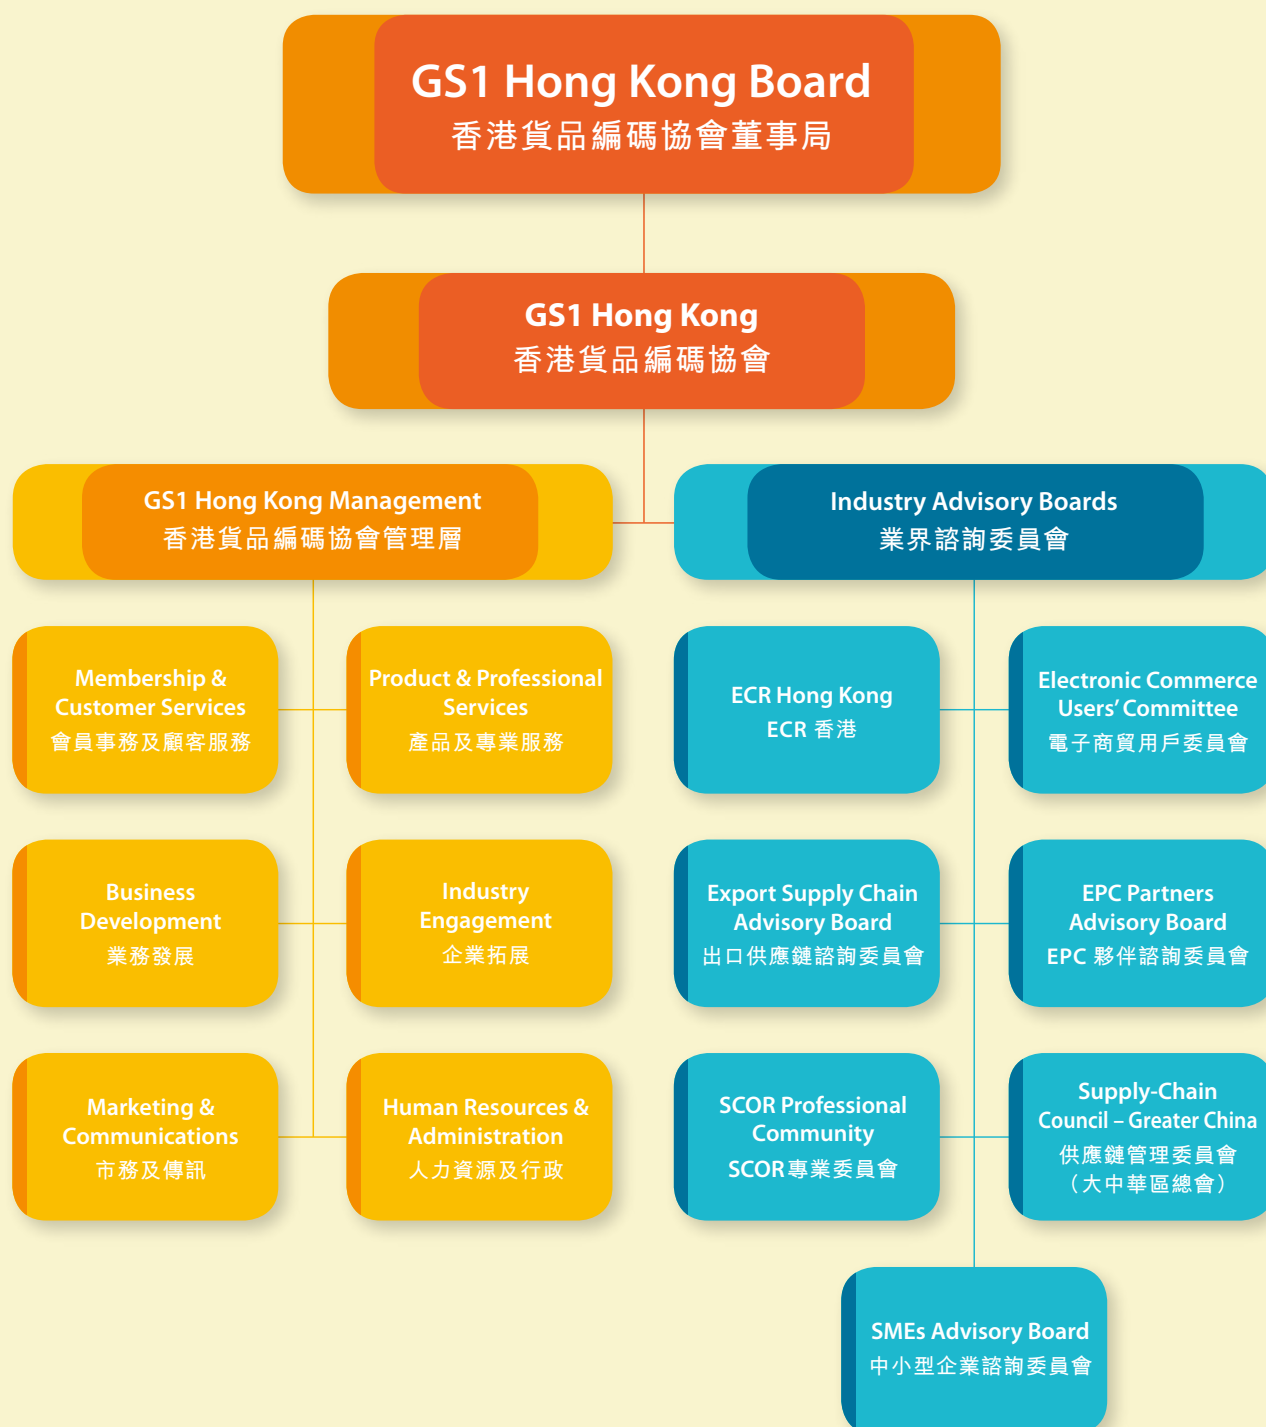 GS1 Hong Kong Board
香港貨品編碼協會董事局
GS1 Hong Kong
香港貨品編碼協會
GS1 Hong Kong Management
香港貨品編碼協會管理層
Industry Advisory Boards
業界諮詢委員會
Membership &
Customer Services
會員事務及顧客服務
Product & Professional
Services
產品及專業服務
ECR Hong Kong
ECR 香港
Electronic Commerce
Users’ Committee
電子商貿用戶委員會
Business
Development
業務發展
Industry
Engagement
企業拓展
Export Supply Chain
Advisory Board
出口供應鏈諮詢委員會
EPC Partners
Advisory Board
EPC 夥伴諮詢委員會
Marketing &
Communications
市務及傳訊
Human Resources &
Administration
人力資源及行政
SCOR Professional
Community
SCOR專業委員會
Supply-Chain
Council – Greater China
供應鏈管理委員會
（大中華區總會）
SMEs Advisory Board
中小型企業諮詢委員會